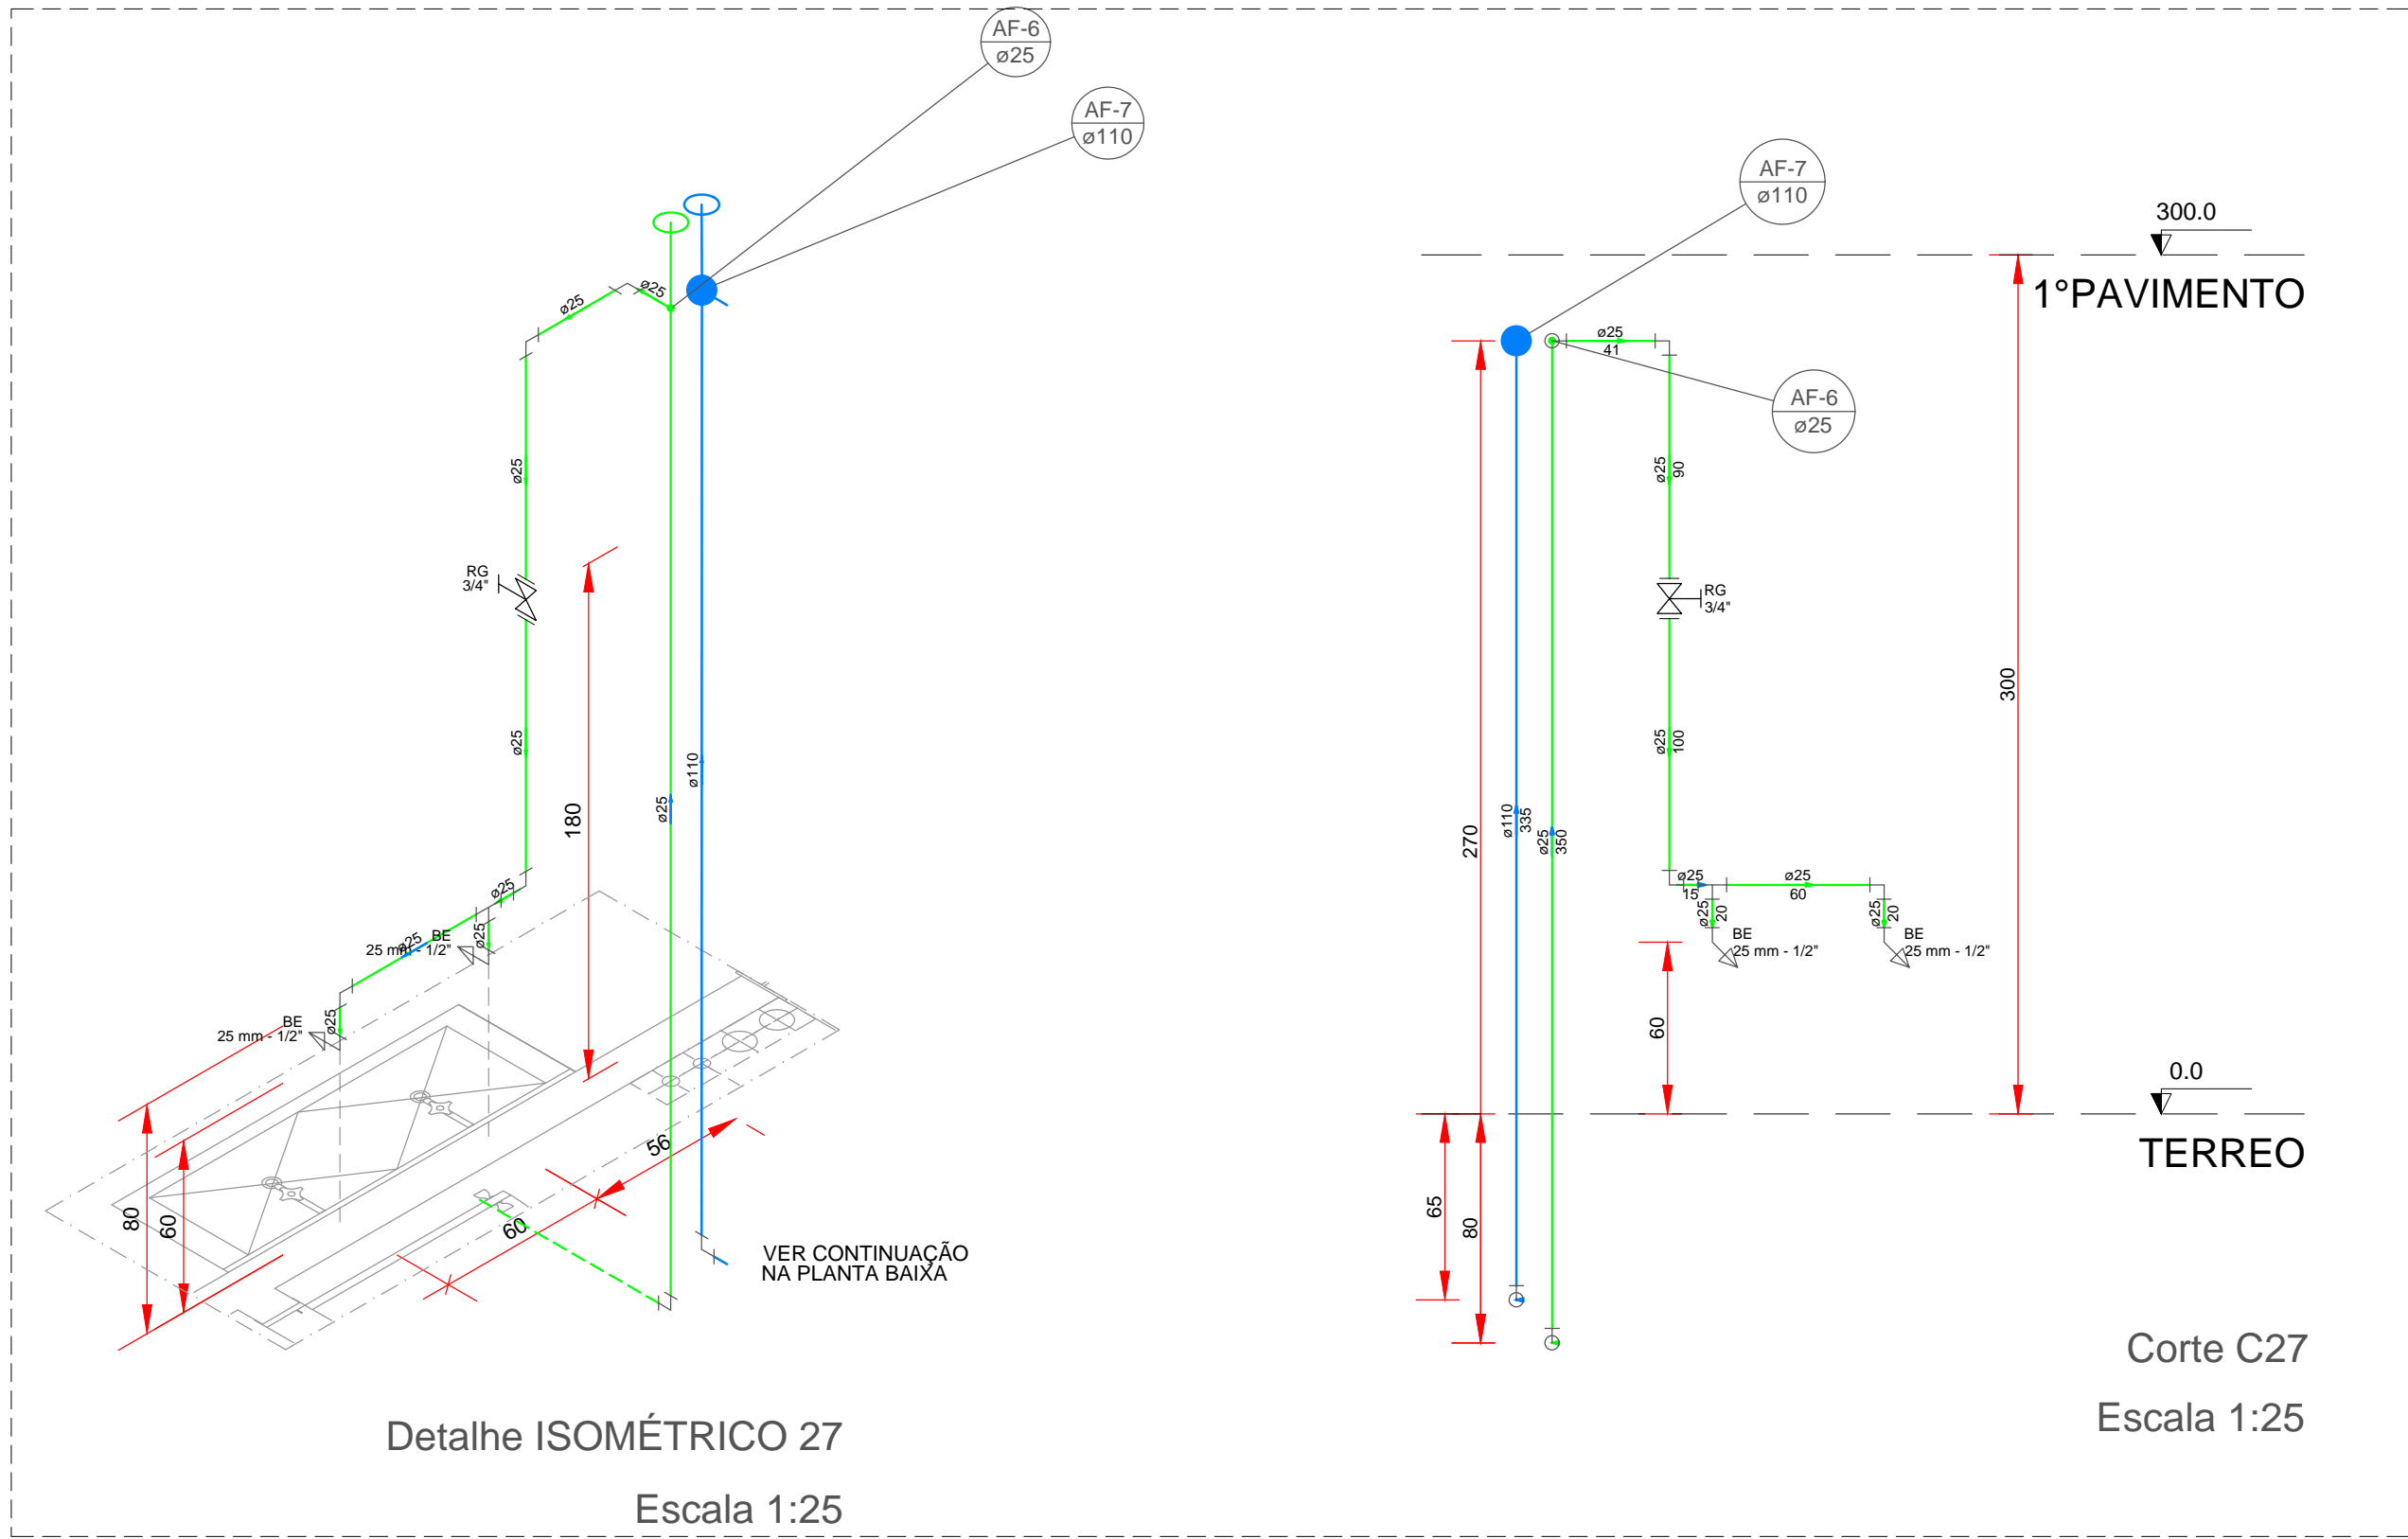 AF-6
ø25
AF-7
ø110
ø25
ø25
ø25
RG
3/4"
ø25
180
ø25
ø110
ø25
ø25
BE
25 mm - 1/2"
ø25
BE
25 mm - 1/2"
ø25
80
60
56
60
VER CONTINUAÇÃO
NA PLANTA BAIXA
Detalhe ISOMÉTRICO 27
Escala 1:25
AF-7
ø110
300.0
1°PAVIMENTO
ø25
41
AF-6
ø25
ø25
90
RG
3/4"
300
ø25
100
270
ø110
335
ø25
350
ø25
15
ø25
60
ø25
20
ø25
20
BE
25 mm - 1/2"
BE
25 mm - 1/2"
60
0.0
TERREO
65
80
Corte C27
Escala 1:25